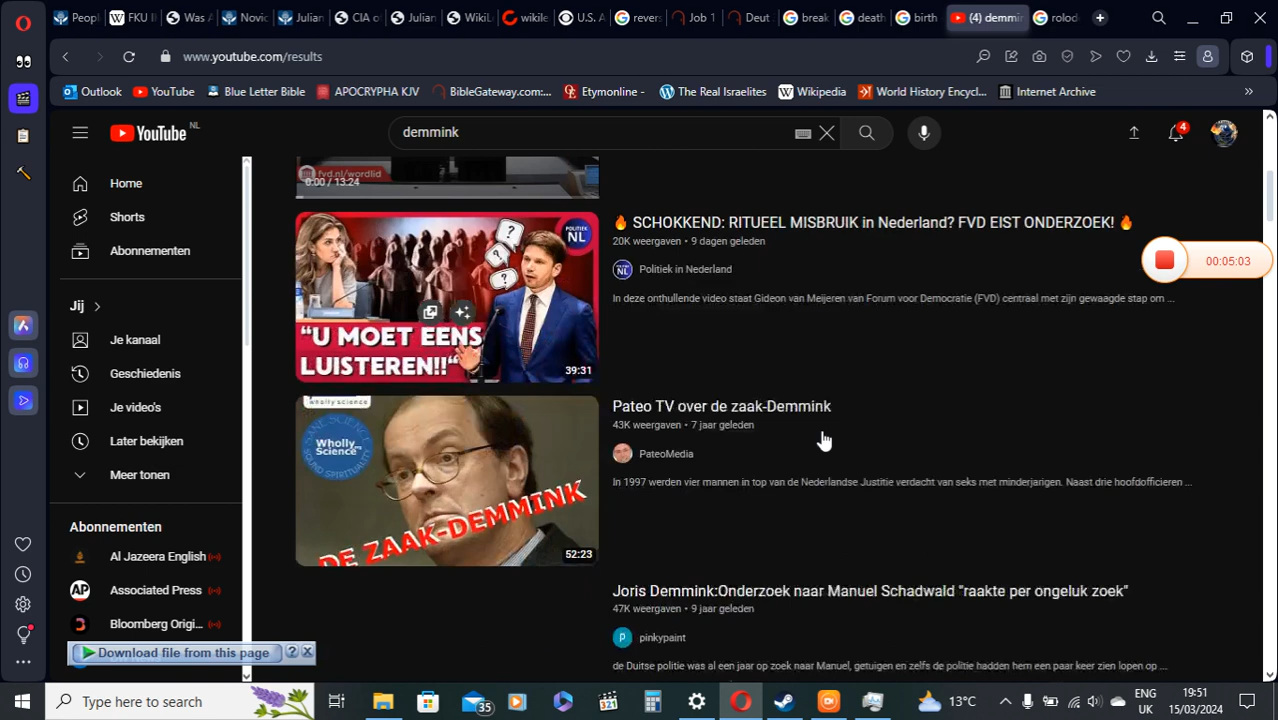 Peopl
FKU II
Was A
Novic
Julian
CIA o
Julian
WikiL
wikile
U.S. A
revers
Job 1
Deut
break
death
birth
(4) demmin
rolod
www.youtube.com/results
Outlook
YouTube
Blue Letter Bible
APOCRYPHA KJV
BibleGateway.com:...
Etymonline -
The Real Israelites
Wikipedia
World History Encycl...
Internet Archive
YouTube NL
demmink
4
Home
Shorts
Abonnementen
Jij
Je kanaal
Geschiedenis
Je video's
Later bekijken
Meer tonen
Abonnementen
Al Jazeera English
Associated Press
Bloomberg Origi...
Download file from this page
fvd.nl/wordlid
0:00 / 13:24
POLITIEK NL
"U MOET EENS
LUISTEREN!!"
39:31
🔥 SCHOKKEND: RITUEEL MISBRUIK in Nederland? FVD EIST ONDERZOEK! 🔥
20K weergaven • 9 dagen geleden
Politiek in Nederland
In deze onthullende video staat Gideon van Meijeren van Forum voor Democratie (FVD) centraal met zijn gewaagde stap om ...
00:05:03
wholly science
Wholly Science
DE ZAAK-DEMMINK
52:23
Pateo TV over de zaak-Demmink
43K weergaven • 7 jaar geleden
PateoMedia
In 1997 werden vier mannen in top van de Nederlandse Justitie verdacht van seks met minderjarigen. Naast drie hoofdofficieren ...
Joris Demmink:Onderzoek naar Manuel Schadwald "raakte per ongeluk zoek"
47K weergaven • 9 jaar geleden
pinkypaint
de Duitse politie was al een jaar op zoek naar Manuel, getuigen en zelfs de politie hadden hem een paar keer zien lopen op ...
Type here to search
35
321
13°C
ENG
UK
19:51
15/03/2024